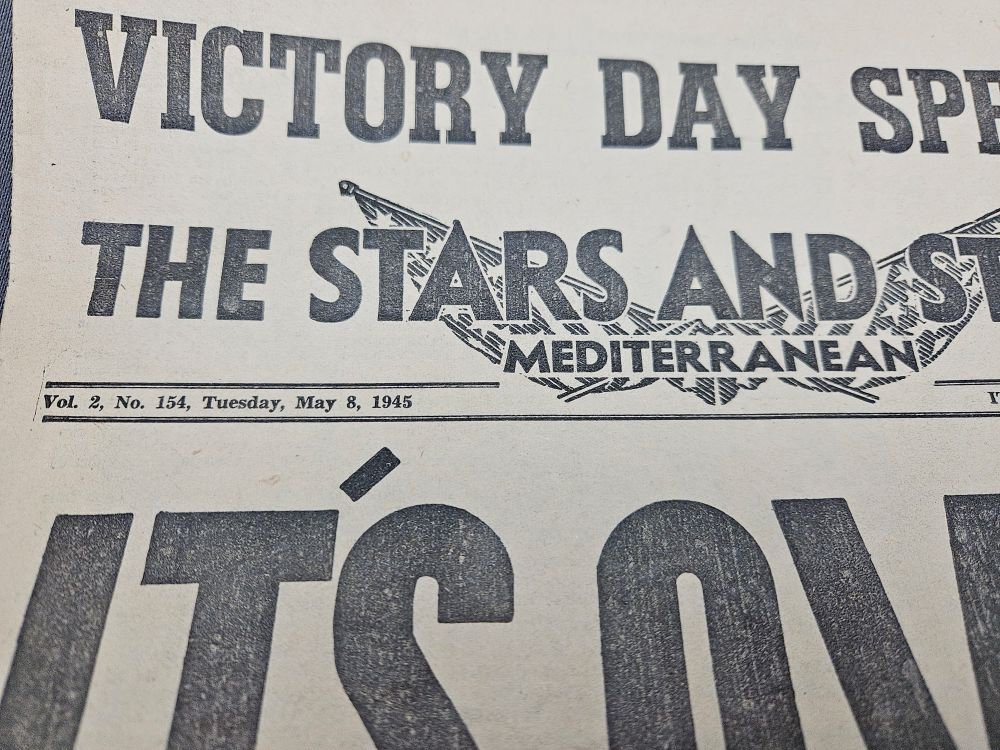 VICTORY DAY SPE
THE STARS AND ST
MEDITERRANEAN
Vol. 2, No. 154, Tuesday, May 8, 1945
IT'S OV